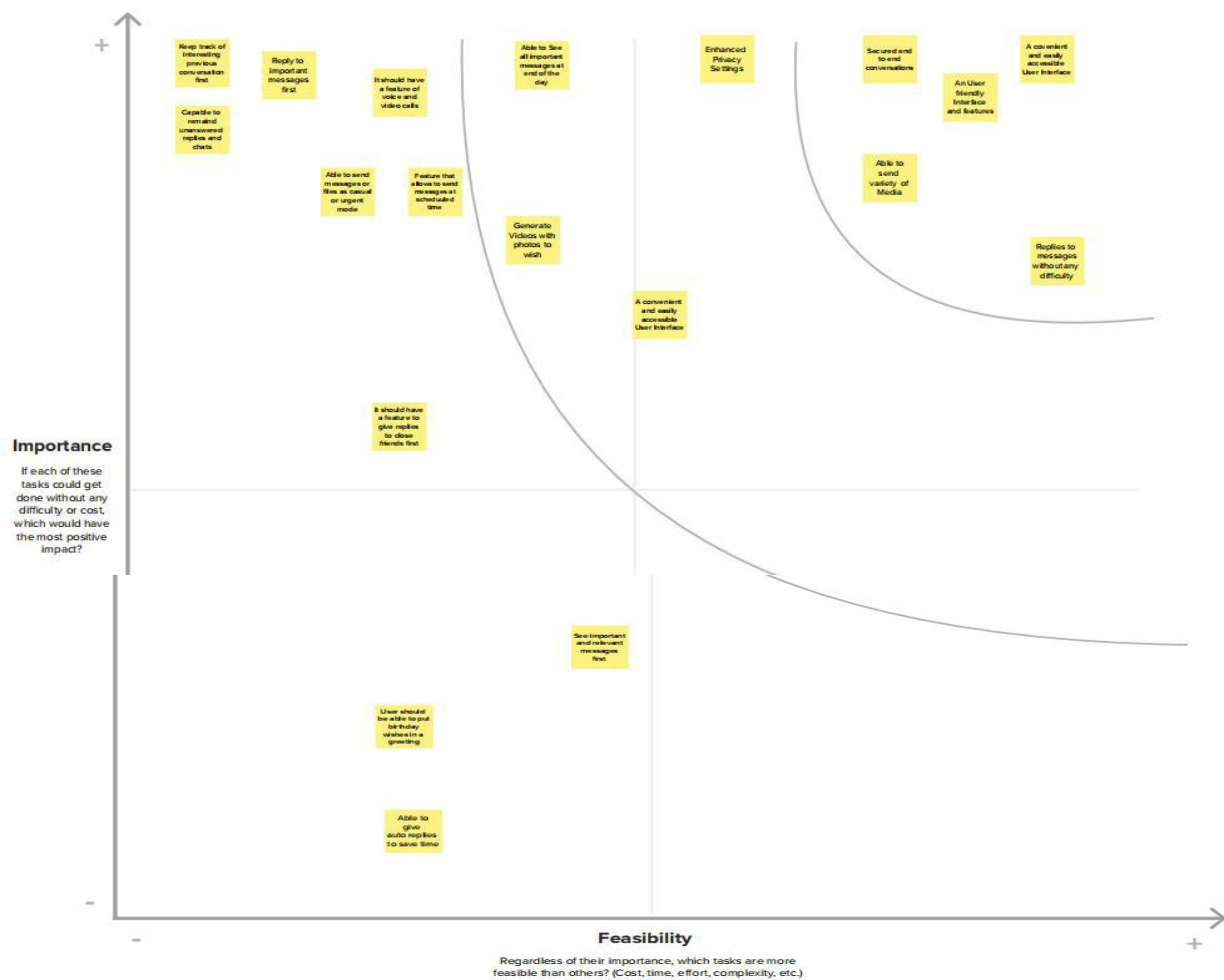 +
Keep track of
interesting
previous
conversation
first
Reply to
important
messages
first
It should have
a feature of
voice and
video calls
Able to See
all important
messages at
end of the
day
Enhanced
Privacy
Settings
Secured end
to end
conversations
A covenient
and easily
accessible
User Interface
An User
friendly
Interface
and features
Capable to
remaind
unanswered
replies and
chats
Able to send
messages or
files as casual
or urgent
mode
Feature that
allows to send
messages at
scheduled
time
Able to
send
variety of
Media
Generate
Videos with
photos to
wish
Replies to
messages
without any
difficulty
A convenient
and easily
accessible
User Interface
It should have
a feature to
give replies
to close
friends first
Importance
If each of these
tasks could get
done without any
difficulty or cost,
which would have
the most positive
impact?
See important
and relevant
messages
first
User should
be able to put
birthday
wishes in a
greeting
Able to
give
auto replies
to save time
-
-
Feasibility
+
Regardless of their importance, which tasks are more
feasible than others? (Cost, time, effort, complexity, etc.)